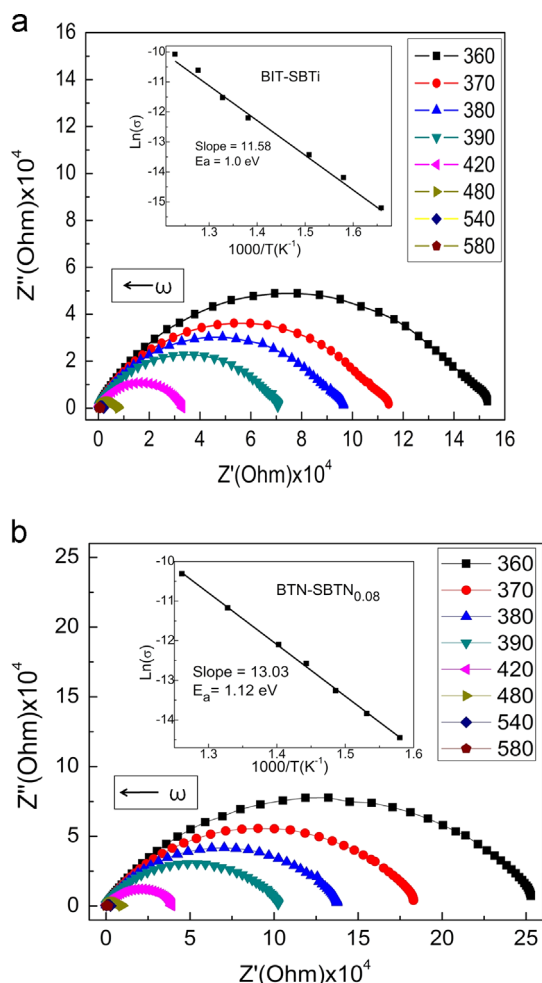 a
16
14
12
10
8
6
4
2
0
Z''(Ohm)x10⁴
-10
-11
-12
-13
-14
-15
Ln(σ)
BIT-SBTi
Slope = 11.58
Ea = 1.0 eV
1.3 1.4 1.5 1.6
1000/T(K⁻¹)
360
370
380
390
420
480
540
580
← ω
0 2 4 6 8 10 12 14 16
Z'(Ohm)x10⁴
b
25
20
15
10
5
0
Z''(Ohm)x10⁴
-10
-11
-12
-13
-14
Ln(σ)
BTN-SBTN₀.₀₈
Slope = 13.03
Eₐ= 1.12 eV
1.3 1.4 1.5 1.6
1000/T(K⁻¹)
360
370
380
390
420
480
540
580
← ω
0 5 10 15 20 25
Z'(Ohm)x10⁴